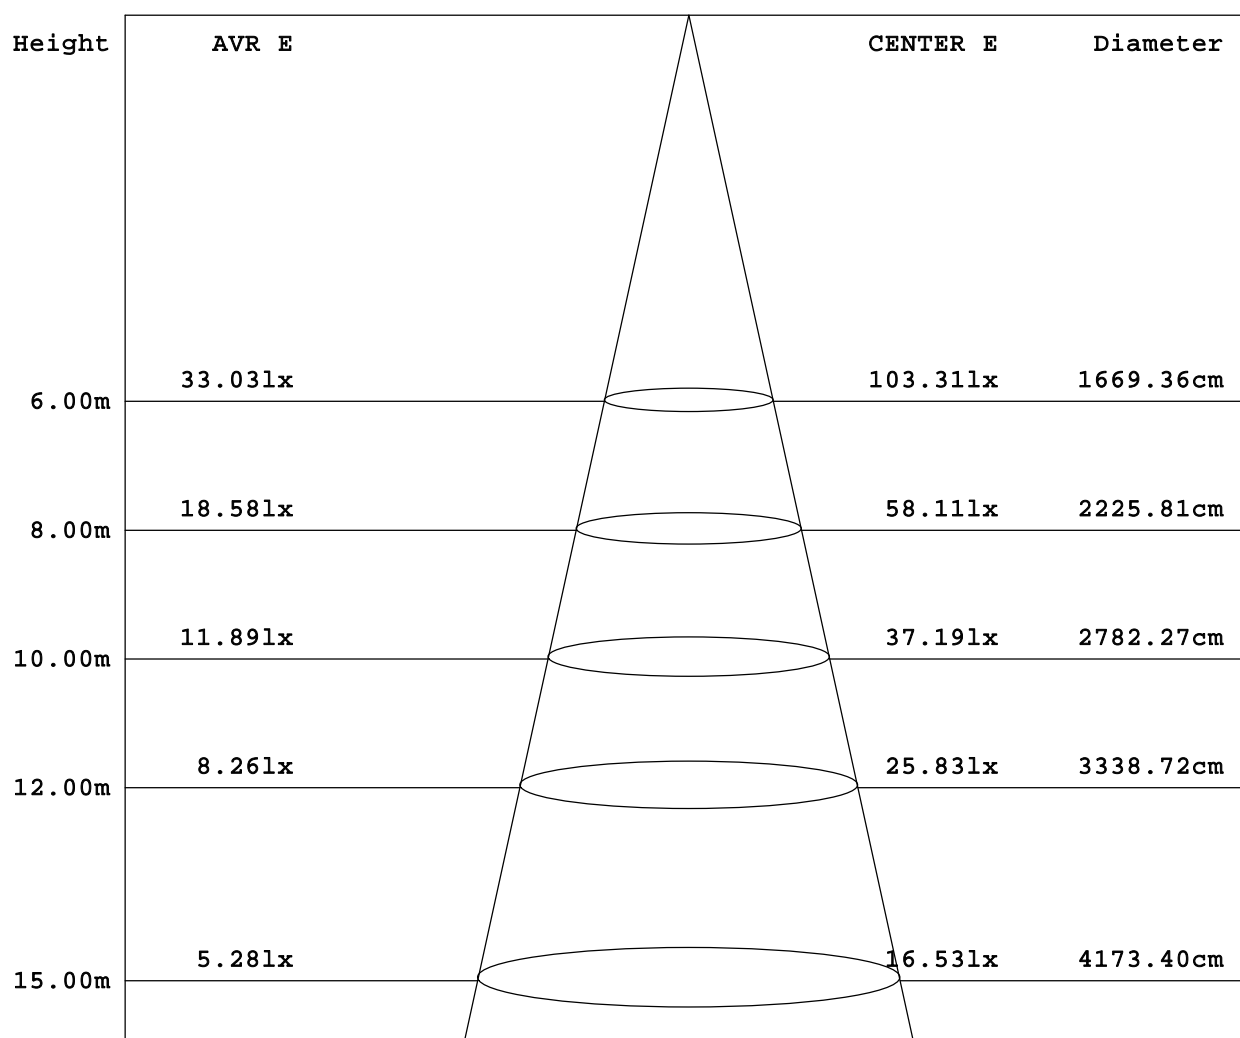 Height AVR E CENTER E Diameter
33.03lx 103.31lx 1669.36cm
6.00m
18.58lx 58.11lx 2225.81cm
8.00m
11.89lx 37.19lx 2782.27cm
10.00m
8.26lx 25.83lx 3338.72cm
12.00m
5.28lx 16.53lx 4173.40cm
15.00m